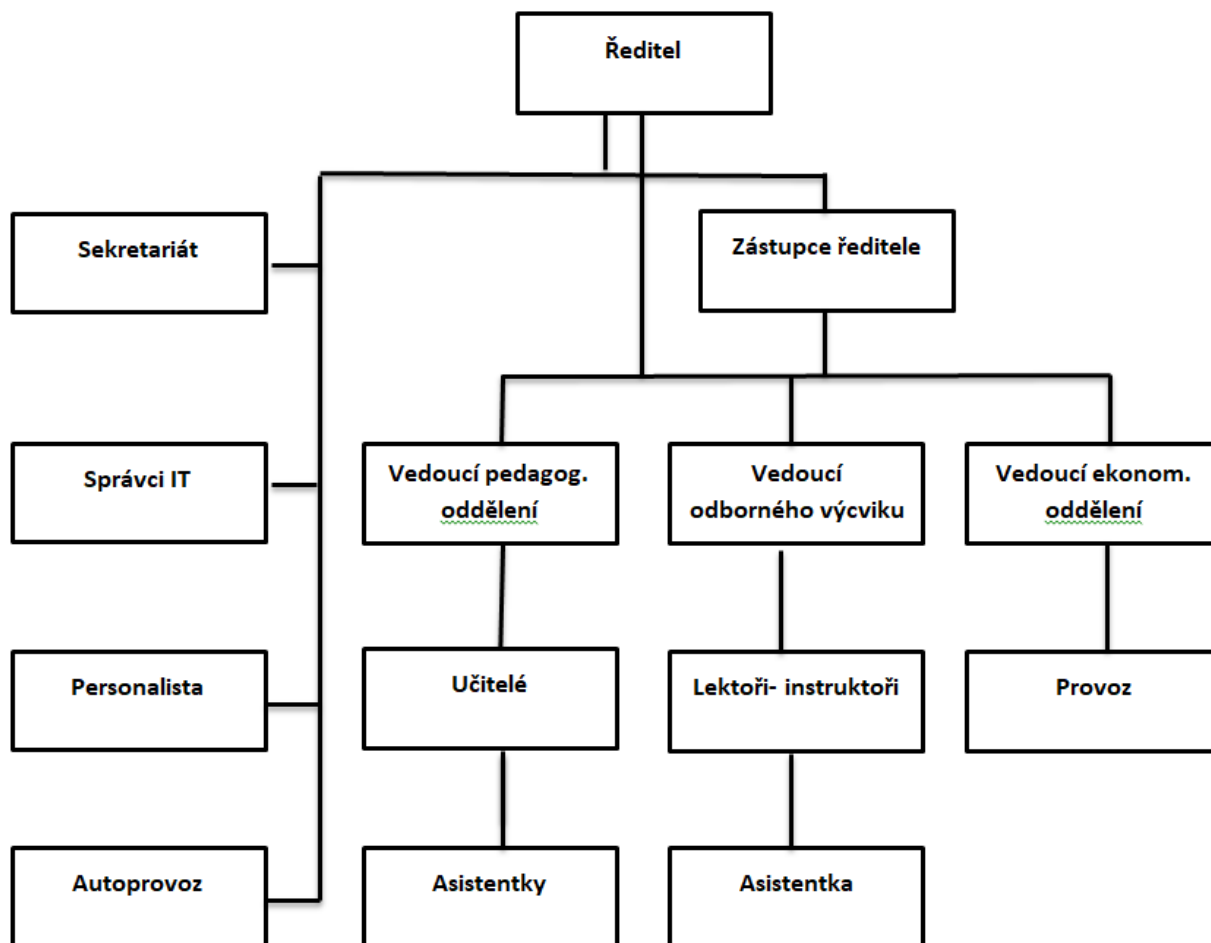 Ředitel
Sekretariát
Zástupce ředitele
Správci IT
Vedoucí pedagog.
oddělení
Vedoucí
odborného výcviku
Vedoucí ekonom.
oddělení
Personalista
Učitelé
Lektoři- instruktoři
Provoz
Autoprovoz
Asistentky
Asistentka